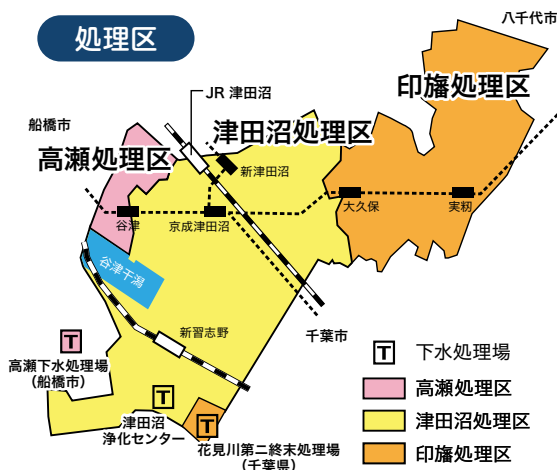 処理区
八千代市
印旛処理区
JR 津田沼
船橋市
津田沼処理区
高瀬処理区
新津田沼
大久保
実籾
谷津
京成津田沼
谷津干潟
新習志野
千葉市
T
高瀬下水処理場
（船橋市）
T
津田沼
浄化センター
T
花見川第二終末処理場
（千葉県）
T 下水処理場
高瀬処理区
津田沼処理区
印旛処理区